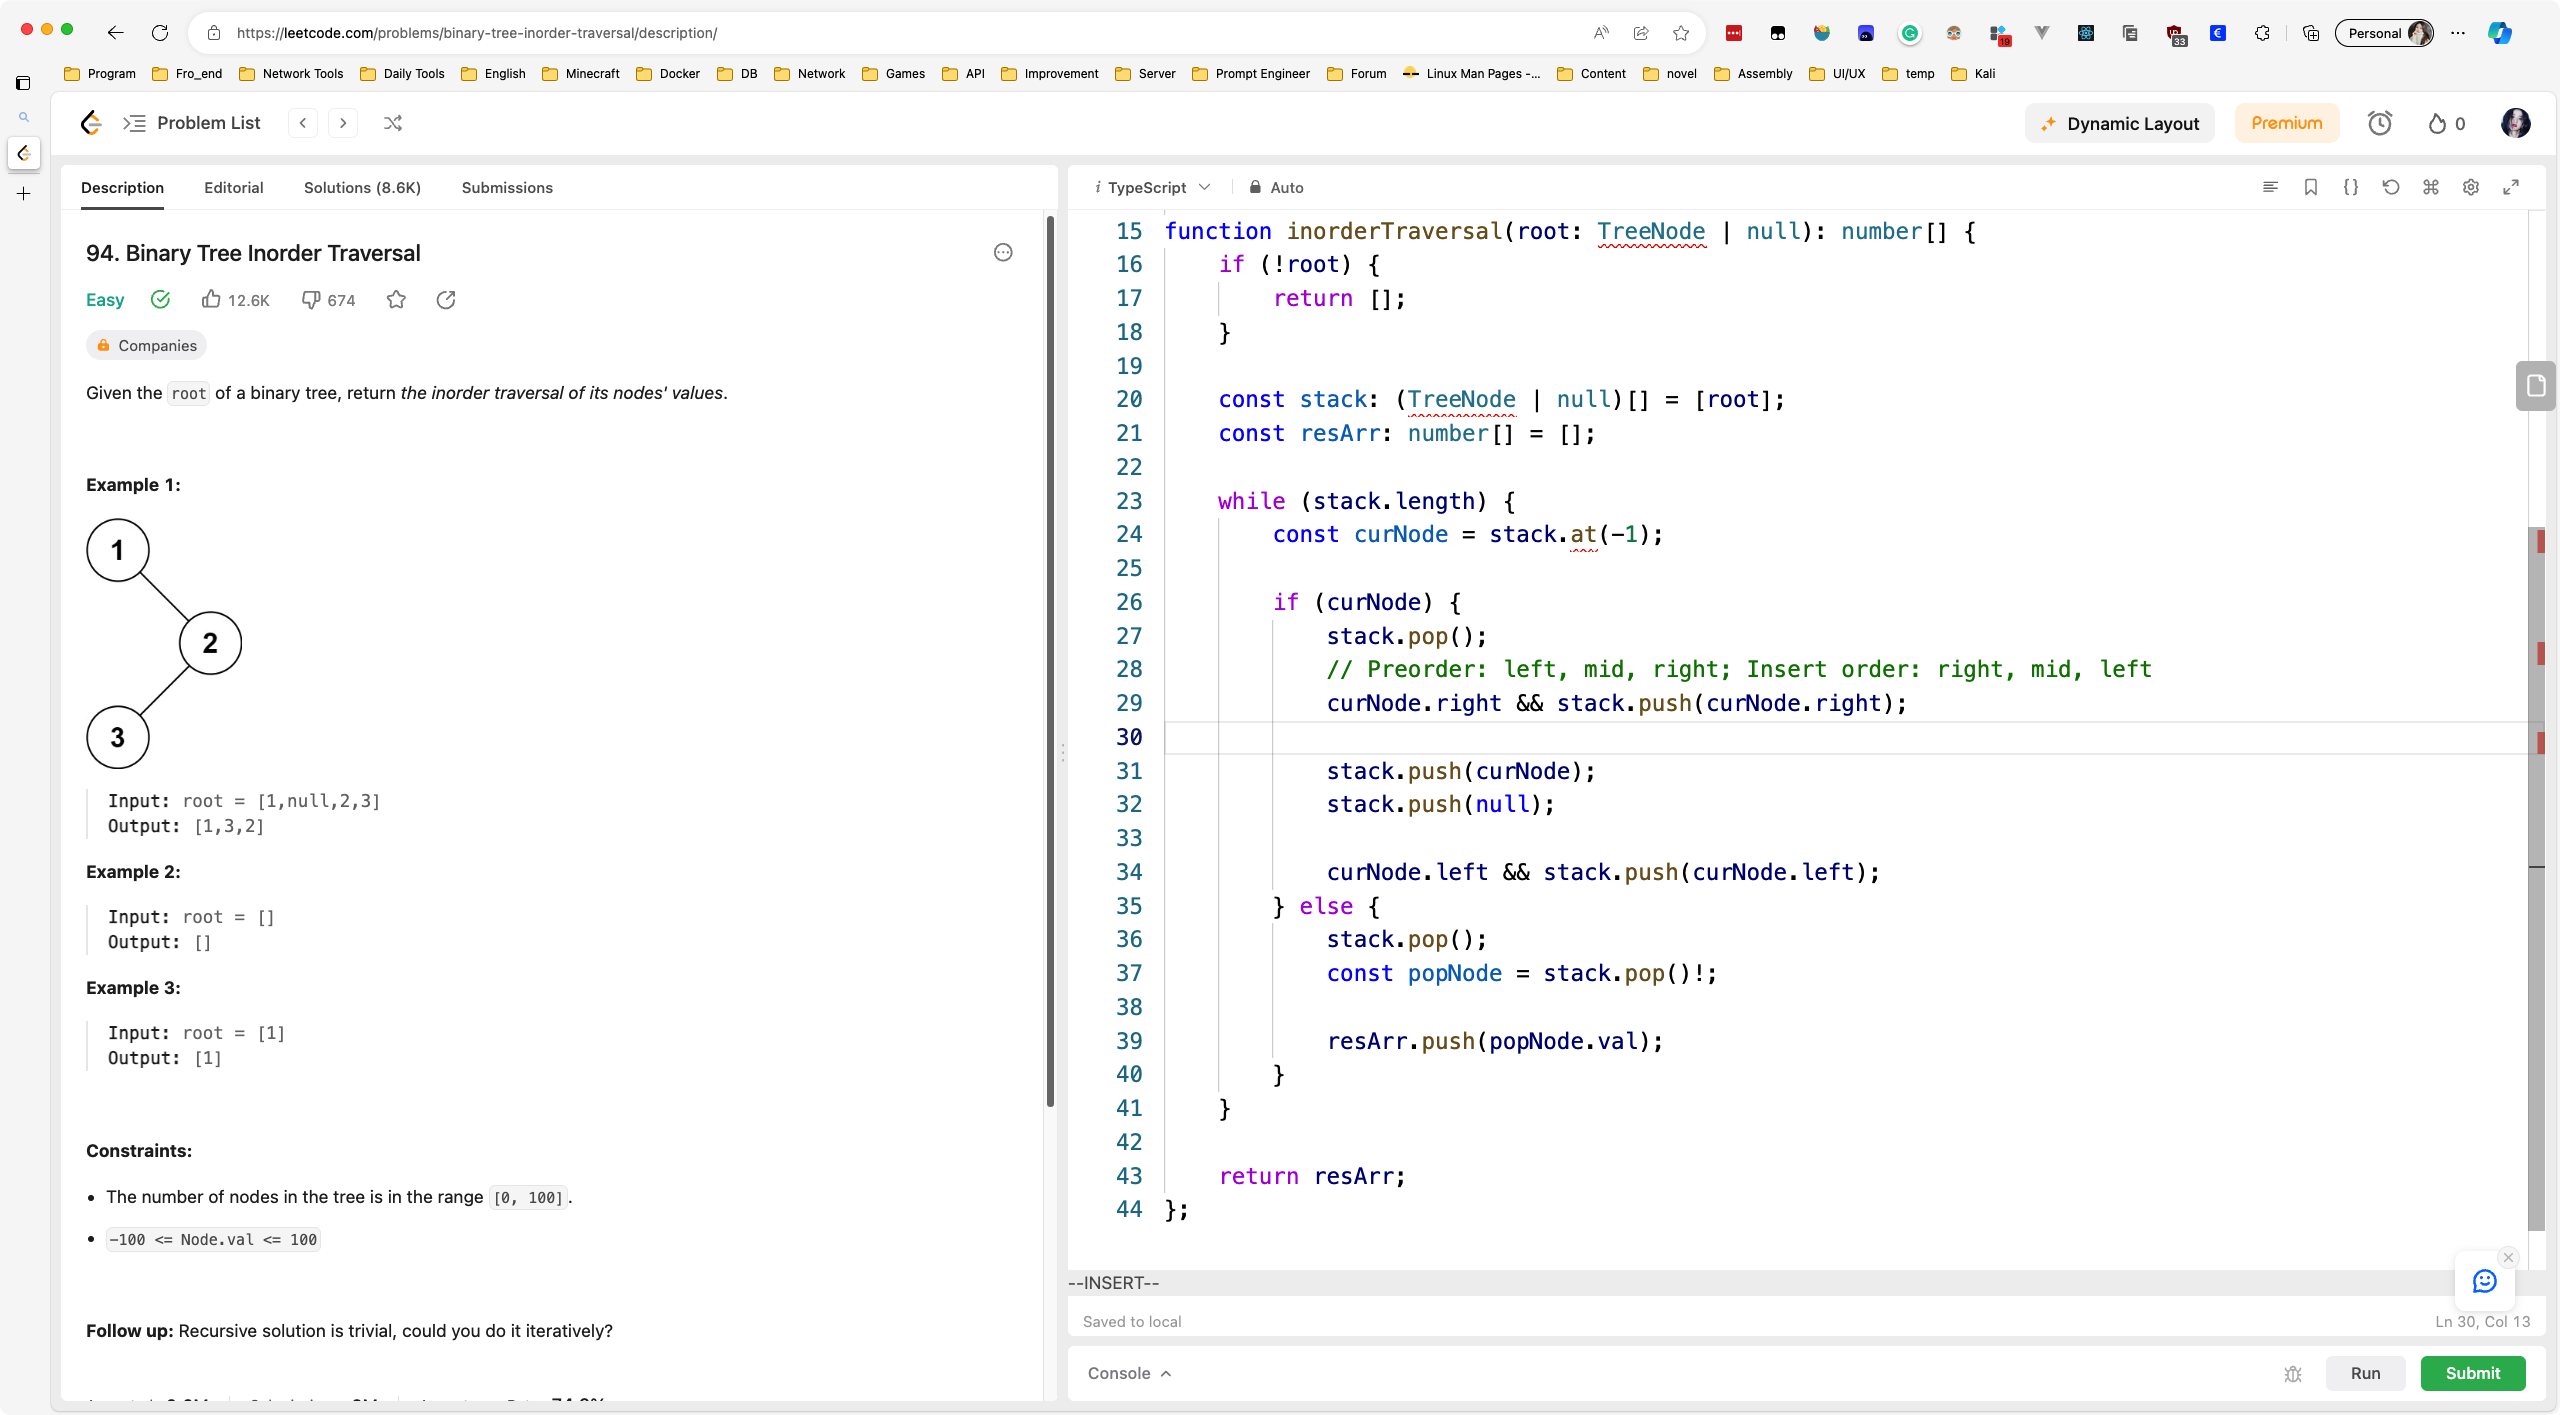 https://leetcode.com/problems/binary-tree-inorder-traversal/description/
19
33
Personal
Program Fro_end Network Tools Daily Tools English Minecraft Docker DB Network Games API Improvement Server Prompt Engineer Forum Linux Man Pages -... Content novel Assembly UI/UX temp Kali
Problem List
Dynamic Layout Premium 0
Description Editorial Solutions (8.6K) Submissions
94. Binary Tree Inorder Traversal
Easy 12.6K 674
Companies
Given the root of a binary tree, return the inorder traversal of its nodes' values.
Example 1:
1
2
3
Input: root = [1,null,2,3]
Output: [1,3,2]
Example 2:
Input: root = []
Output: []
Example 3:
Input: root = [1]
Output: [1]
Constraints:
• The number of nodes in the tree is in the range [0, 100].
• -100 <= Node.val <= 100
Follow up: Recursive solution is trivial, could you do it iteratively?
i TypeScript Auto
15 function inorderTraversal(root: TreeNode | null): number[] {
16 if (!root) {
17 return [];
18 }
19
20 const stack: (TreeNode | null)[] = [root];
21 const resArr: number[] = [];
22
23 while (stack.length) {
24 const curNode = stack.at(-1);
25
26 if (curNode) {
27 stack.pop();
28 // Preorder: left, mid, right; Insert order: right, mid, left
29 curNode.right && stack.push(curNode.right);
30
31 stack.push(curNode);
32 stack.push(null);
33
34 curNode.left && stack.push(curNode.left);
35 } else {
36 stack.pop();
37 const popNode = stack.pop()!;
38
39 resArr.push(popNode.val);
40 }
41 }
42
43 return resArr;
44 };
--INSERT--
Saved to local
Ln 30, Col 13
Console
Run
Submit